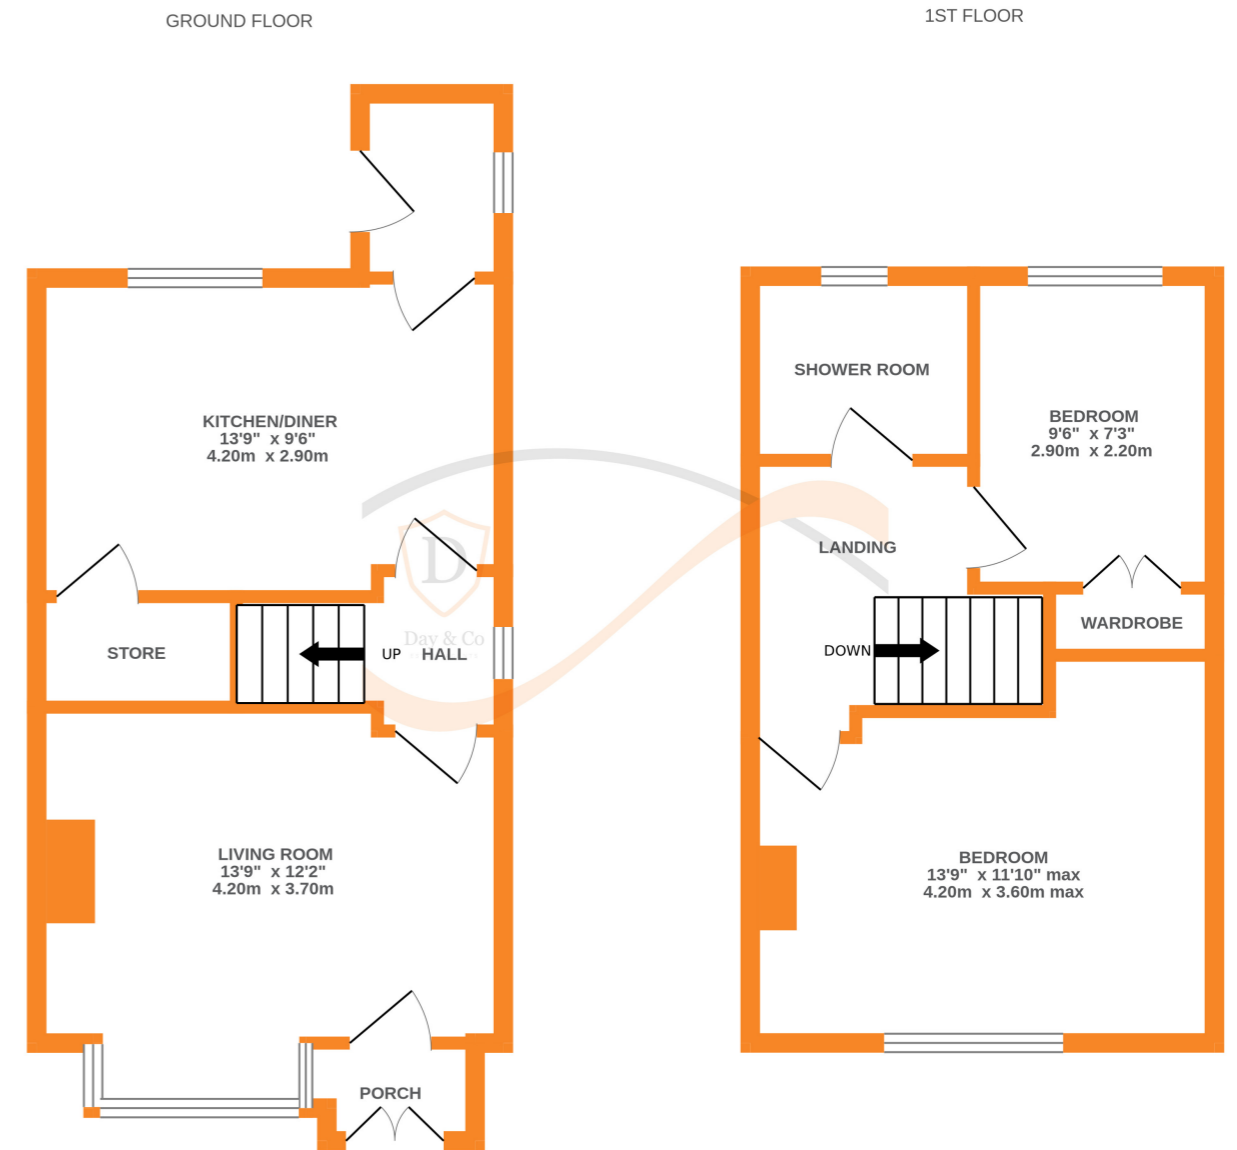 GROUND FLOOR
KITCHEN/DINER
13'9" x 9'6"
4.20m x 2.90m
STORE
UP
HALL
D
Day & Co
LIVING ROOM
13'9" x 12'2"
4.20m x 3.70m
PORCH
1ST FLOOR
SHOWER ROOM
BEDROOM
9'6" x 7'3"
2.90m x 2.20m
LANDING
WARDROBE
DOWN
BEDROOM
13'9" x 11'10" max
4.20m x 3.60m max